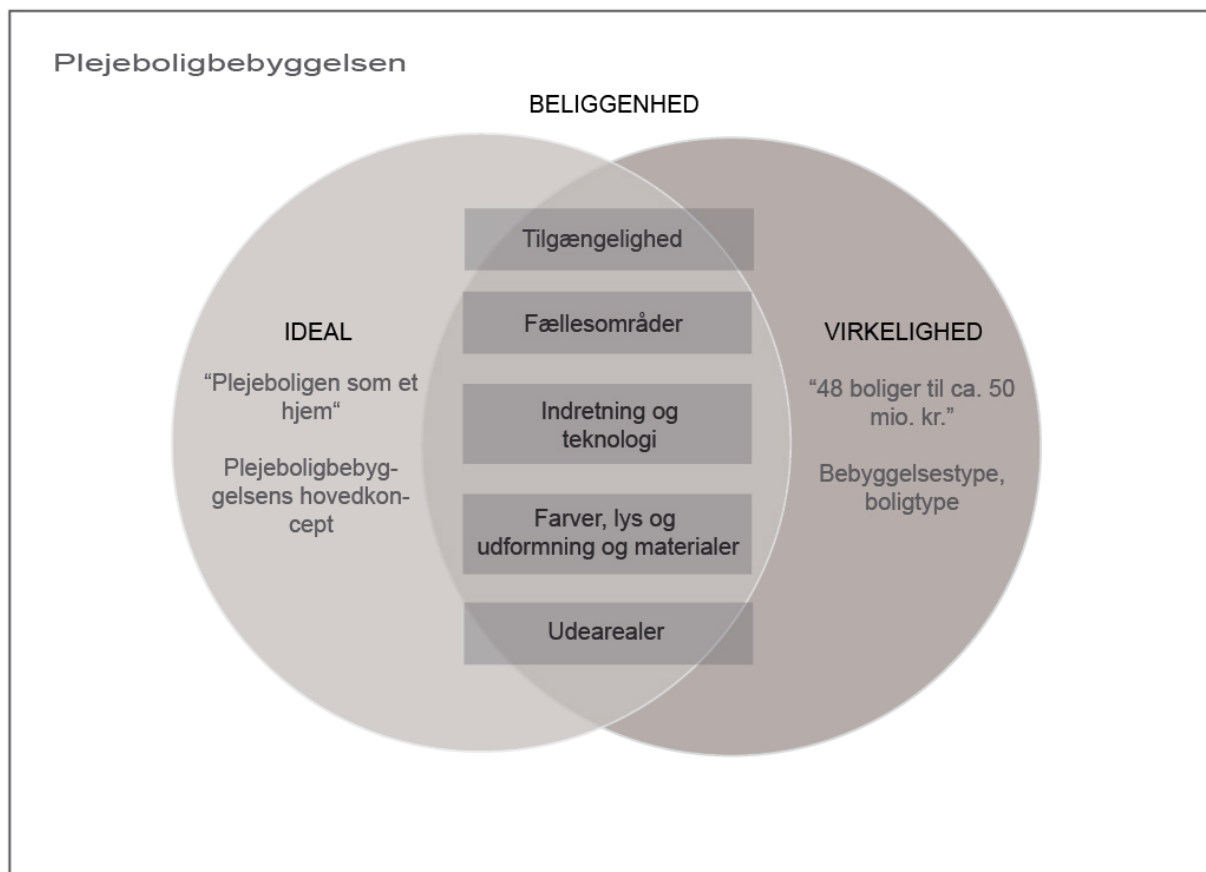 Plejeboligbebyggelsen
BELIGGENHED
IDEAL
“Plejeboligen som et
hjem“
Plejeboligbebyg-
gelsens hovedkon-
cept
Tilgængelighed
Fællesområder
Indretning og
teknologi
Farver, lys og
udformning og materialer
Udearealer
VIRKELIGHED
“48 boliger til ca. 50
mio. kr.”
Bebyggelsestype,
boligtype